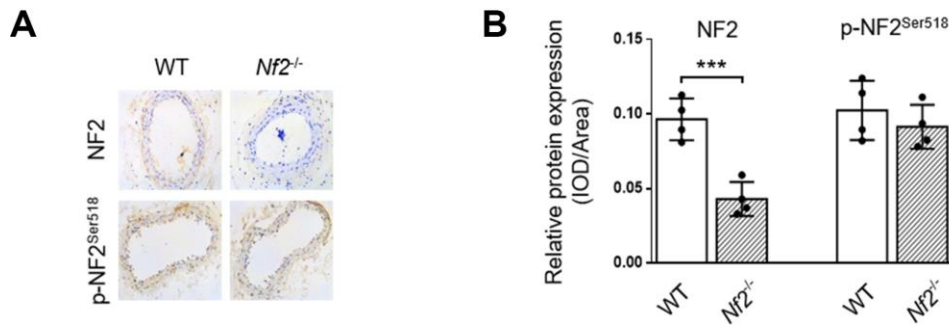 A
WT
Nf2-/-
NF2
p-NF2Ser518
B
NF2
p-NF2Ser518
***
Relative protein expression
(IOD/Area)
0.15
0.10
0.05
0.00
WT
Nf2-/-
WT
Nf2-/-